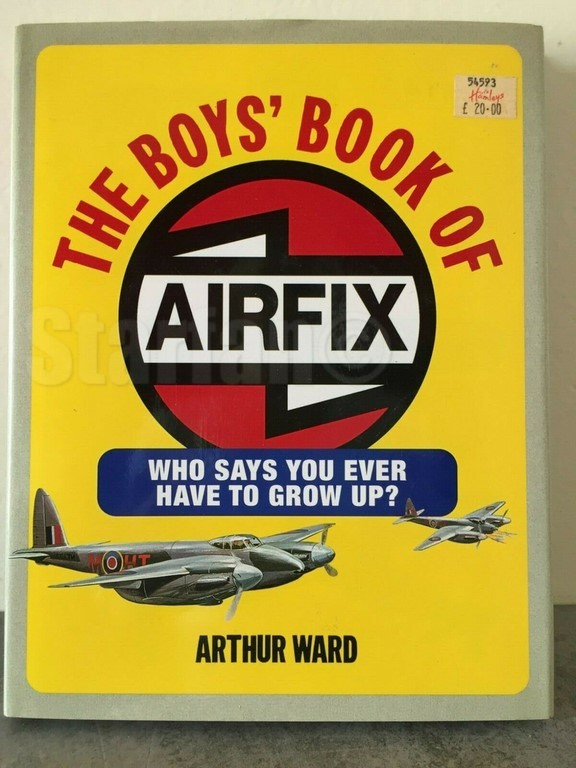 54593
Hamleys
£ 20·00
THE BOYS' BOOK OF
AIRFIX
WHO SAYS YOU EVER
HAVE TO GROW UP?
HT
ARTHUR WARD